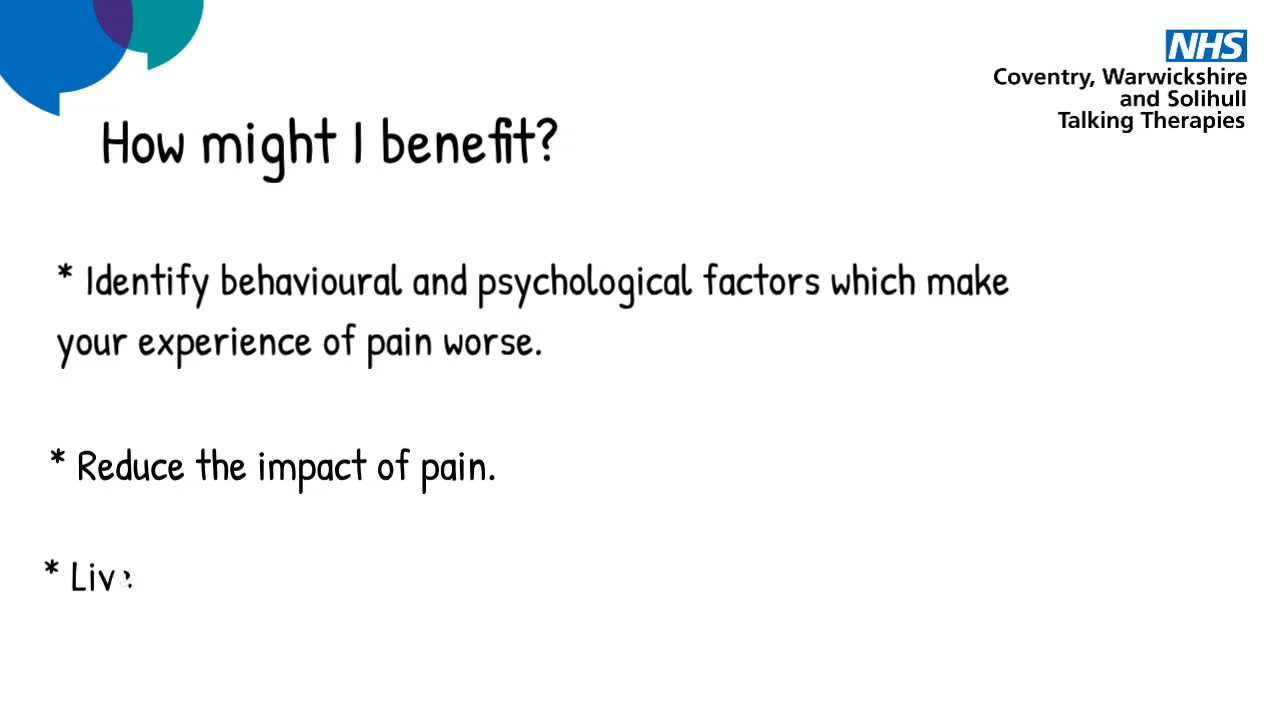 NHS
Coventry, Warwickshire
and Solihull
Talking Therapies
How might I benefit?
* Identify behavioural and psychological factors which make
your experience of pain worse.
* Reduce the impact of pain.
*